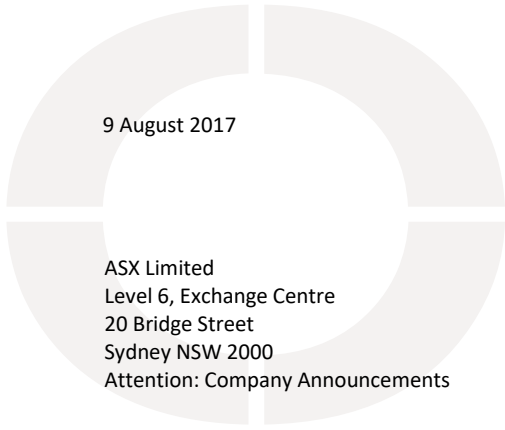 9 August 2017
ASX Limited
Level 6, Exchange Centre
20 Bridge Street
Sydney NSW 2000
Attention: Company Announcements